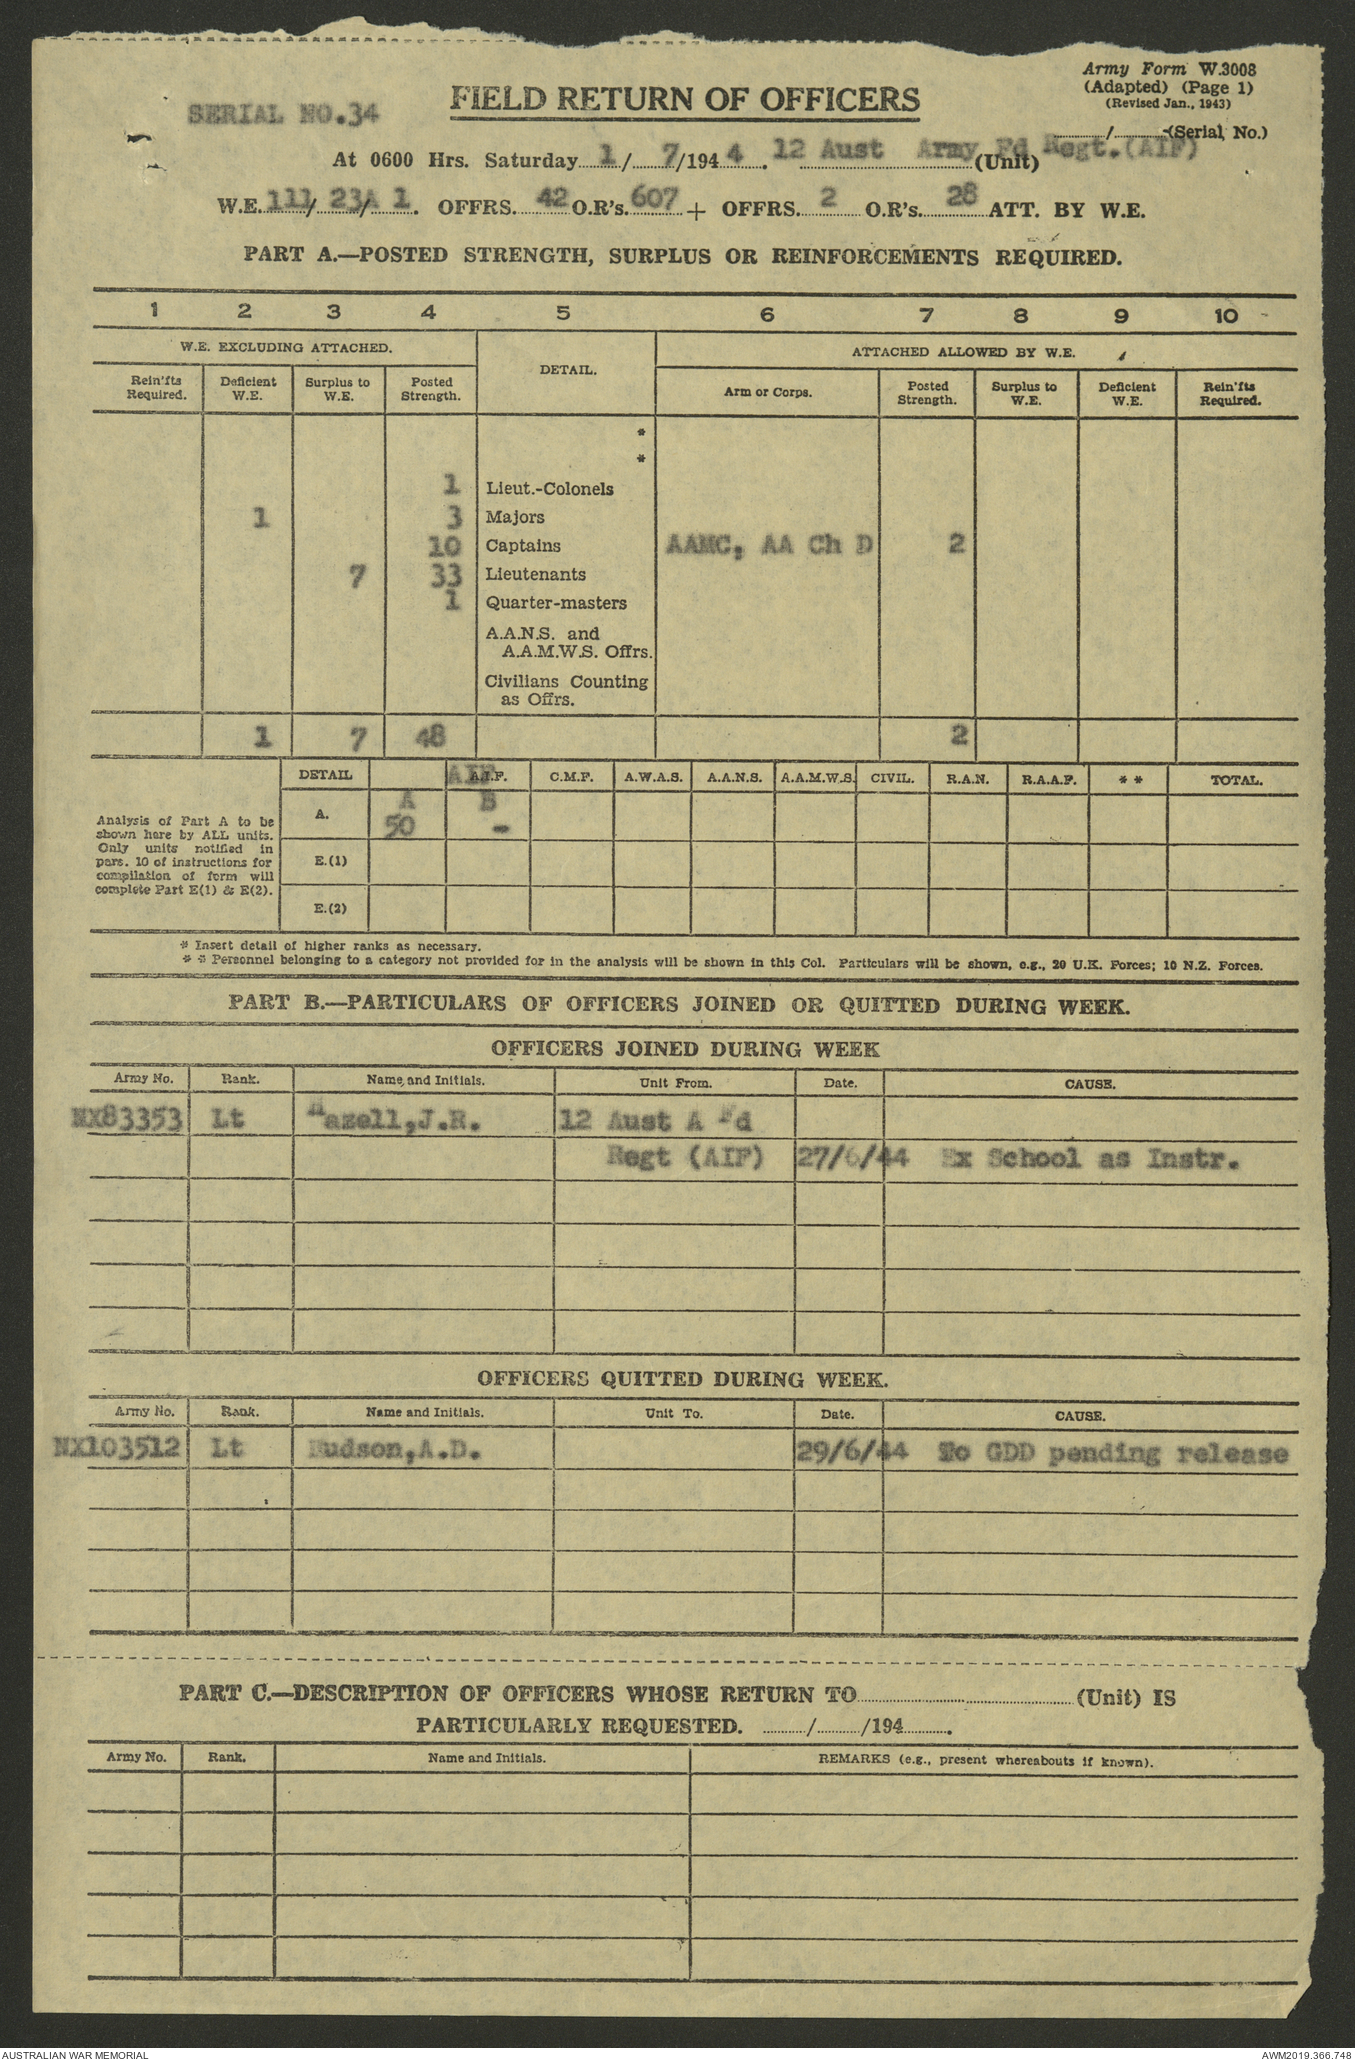 Army Form W.3008
(Adapted) (Page 1)
(Revised Jan., 1943)
SERIAL NO.34
FIELD RETURN OF OFFICERS
....../......(Serial No.)
At 0600 Hrs. Saturday 1/ 7/194 4. 12 Aust Army Fd Regt.(AIF) (Unit)
W.E. 111/ 23A/ 1. OFFRS. 42 O.R's. 607 + OFFRS. 2 O.R's. 28 ATT. BY W.E.
PART A.—POSTED STRENGTH, SURPLUS OR REINFORCEMENTS REQUIRED.
1 2 3 4 5 6 7 8 9 10
W.E. EXCLUDING ATTACHED. DETAIL. ATTACHED ALLOWED BY W.E.
Rein'fts Required. Deficient W.E. Surplus to W.E. Posted Strength. Arm or Corps. Posted Strength. Surplus to W.E. Deficient W.E. Rein'fts Required.
*
*
1 Lieut.-Colonels
1 3 Majors
10 Captains AAMC, AA Ch D 2
7 33 Lieutenants
1 Quarter-masters
A.A.N.S. and
A.A.M.W.S. Offrs.
Civilians Counting
as Offrs.
1 7 48 2
DETAIL AIF A.I.F. C.M.F. A.W.A.S. A.A.N.S. A.A.M.W.S. CIVIL. R.A.N. R.A.A.F. * * TOTAL.
Analysis of Part A to be
shown here by ALL units.
Only units notified in
para. 10 of instructions for
compilation of form will
complete Part E(1) & E(2).
A. A B
50 -
E.(1)
E.(2)
* Insert detail of higher ranks as necessary.
* * Personnel belonging to a category not provided for in the analysis will be shown in this Col. Particulars will be shown, e.g., 20 U.K. Forces; 10 N.Z. Forces.
PART B.—PARTICULARS OF OFFICERS JOINED OR QUITTED DURING WEEK.
OFFICERS JOINED DURING WEEK
Army No. Rank. Name and Initials. Unit From. Date. CAUSE.
NX83353 Lt Hazell,J.R. 12 Aust A Fd
Regt (AIF) 27/6/44 Ex School as Instr.
OFFICERS QUITTED DURING WEEK.
Army No. Rank. Name and Initials. Unit To. Date. CAUSE.
NX103512 Lt Hudson,A.D. 29/6/44 To GDD pending release
PART C.—DESCRIPTION OF OFFICERS WHOSE RETURN TO............(Unit) IS
PARTICULARLY REQUESTED. ....../....../194.......
Army No. Rank. Name and Initials. REMARKS (e.g., present whereabouts if known).
AUSTRALIAN WAR MEMORIAL AWM2019.366.748